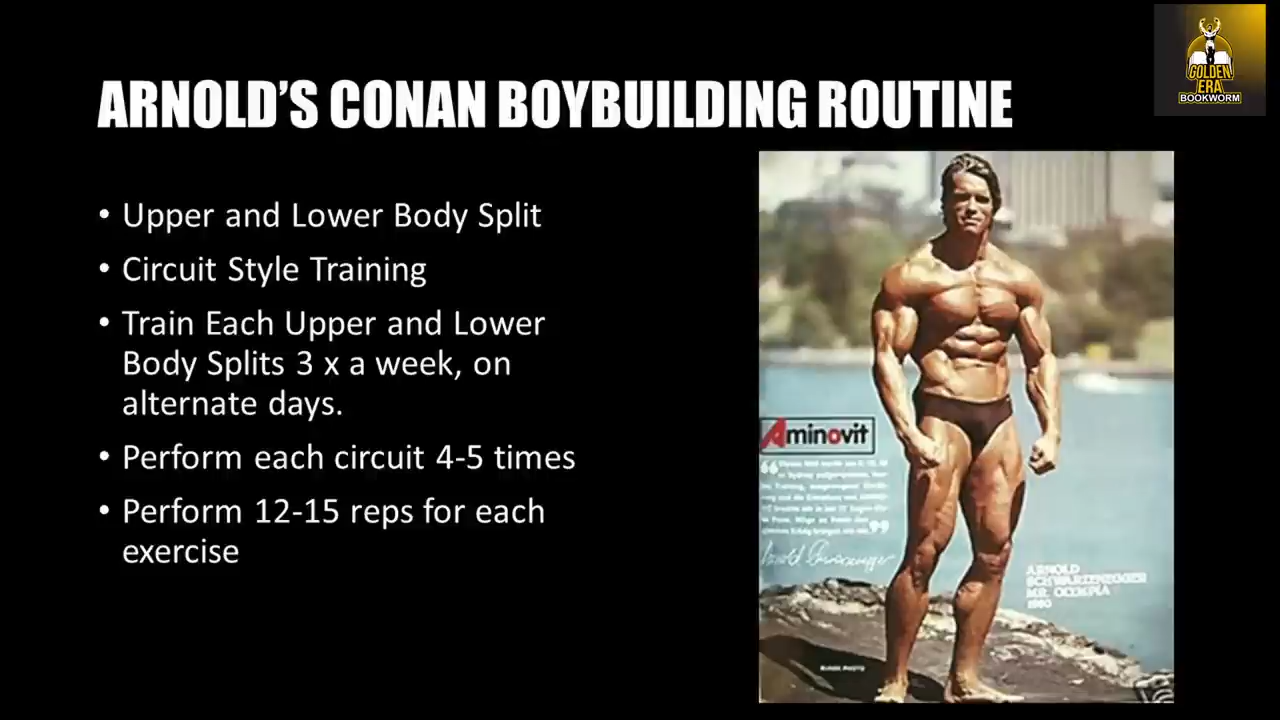 GOLDEN
ERA
BOOKWORM
ARNOLD'S CONAN BOYBUILDING ROUTINE
• Upper and Lower Body Split
• Circuit Style Training
• Train Each Upper and Lower
Body Splits 3 x a week, on
alternate days.
• Perform each circuit 4-5 times
• Perform 12-15 reps for each
exercise
Aminovit
ARNOLD
SCHWARZENEGGER
MR. OLYMPIA
1980